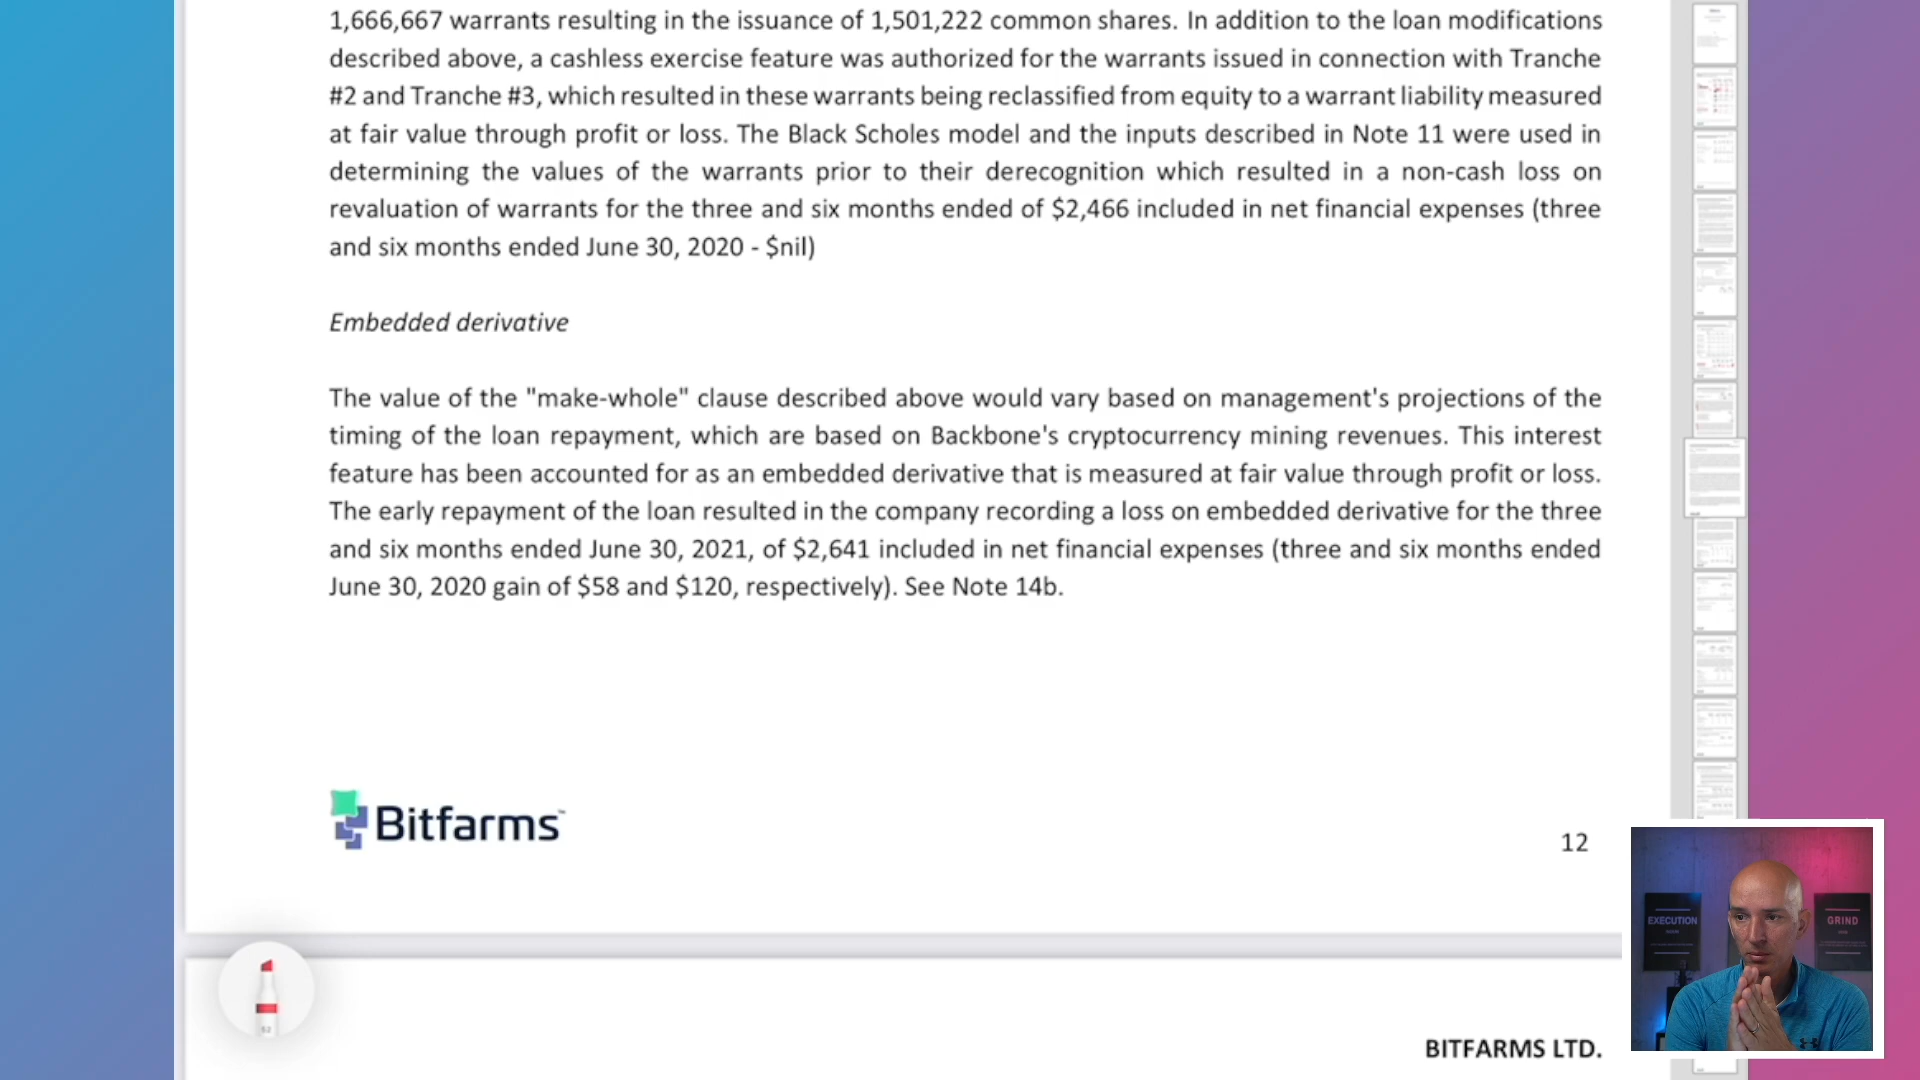 1,666,667 warrants resulting in the issuance of 1,501,222 common shares. In addition to the loan modifications
described above, a cashless exercise feature was authorized for the warrants issued in connection with Tranche
#2 and Tranche #3, which resulted in these warrants being reclassified from equity to a warrant liability measured
at fair value through profit or loss. The Black Scholes model and the inputs described in Note 11 were used in
determining the values of the warrants prior to their derecognition which resulted in a non-cash loss on
revaluation of warrants for the three and six months ended of $2,466 included in net financial expenses (three
and six months ended June 30, 2020 - $nil)
Embedded derivative
The value of the "make-whole" clause described above would vary based on management's projections of the
timing of the loan repayment, which are based on Backbone's cryptocurrency mining revenues. This interest
feature has been accounted for as an embedded derivative that is measured at fair value through profit or loss.
The early repayment of the loan resulted in the company recording a loss on embedded derivative for the three
and six months ended June 30, 2021, of $2,641 included in net financial expenses (three and six months ended
June 30, 2020 gain of $58 and $120, respectively). See Note 14b.
Bitfarms
12
EXECUTION
GRIND
52
BITFARMS LTD.